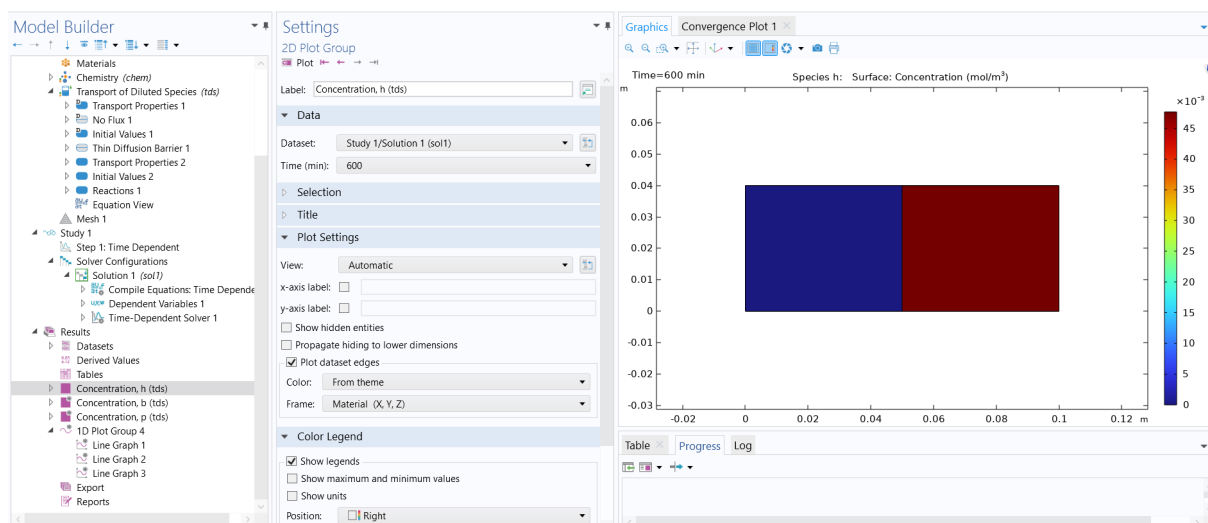 Model Builder
Materials
Chemistry (chem)
Transport of Diluted Species (tds)
Transport Properties 1
No Flux 1
Initial Values 1
Thin Diffusion Barrier 1
Transport Properties 2
Initial Values 2
Reactions 1
Equation View
Mesh 1
Study 1
Step 1: Time Dependent
Solver Configurations
Solution 1 (sol1)
Compile Equations: Time Depende
Dependent Variables 1
Time-Dependent Solver 1
Results
Datasets
Derived Values
Tables
Concentration, h (tds)
Concentration, b (tds)
Concentration, p (tds)
1D Plot Group 4
Line Graph 1
Line Graph 2
Line Graph 3
Export
Reports
Settings
2D Plot Group
Plot
Label: Concentration, h (tds)
Data
Dataset: Study 1/Solution 1 (sol1)
Time (min): 600
Selection
Title
Plot Settings
View: Automatic
x-axis label:
y-axis label:
Show hidden entities
Propagate hiding to lower dimensions
Plot dataset edges
Color: From theme
Frame: Material (X, Y, Z)
Color Legend
Show legends
Show maximum and minimum values
Show units
Position: Right
Graphics Convergence Plot 1
Time=600 min Species h: Surface: Concentration (mol/m³)
m
×10⁻³
0.06
0.05
0.04
0.03
0.02
0.01
0
-0.01
-0.02
-0.03
-0.02 0 0.02 0.04 0.06 0.08 0.1 0.12 m
45
40
35
30
25
20
15
10
5
0
Table Progress Log